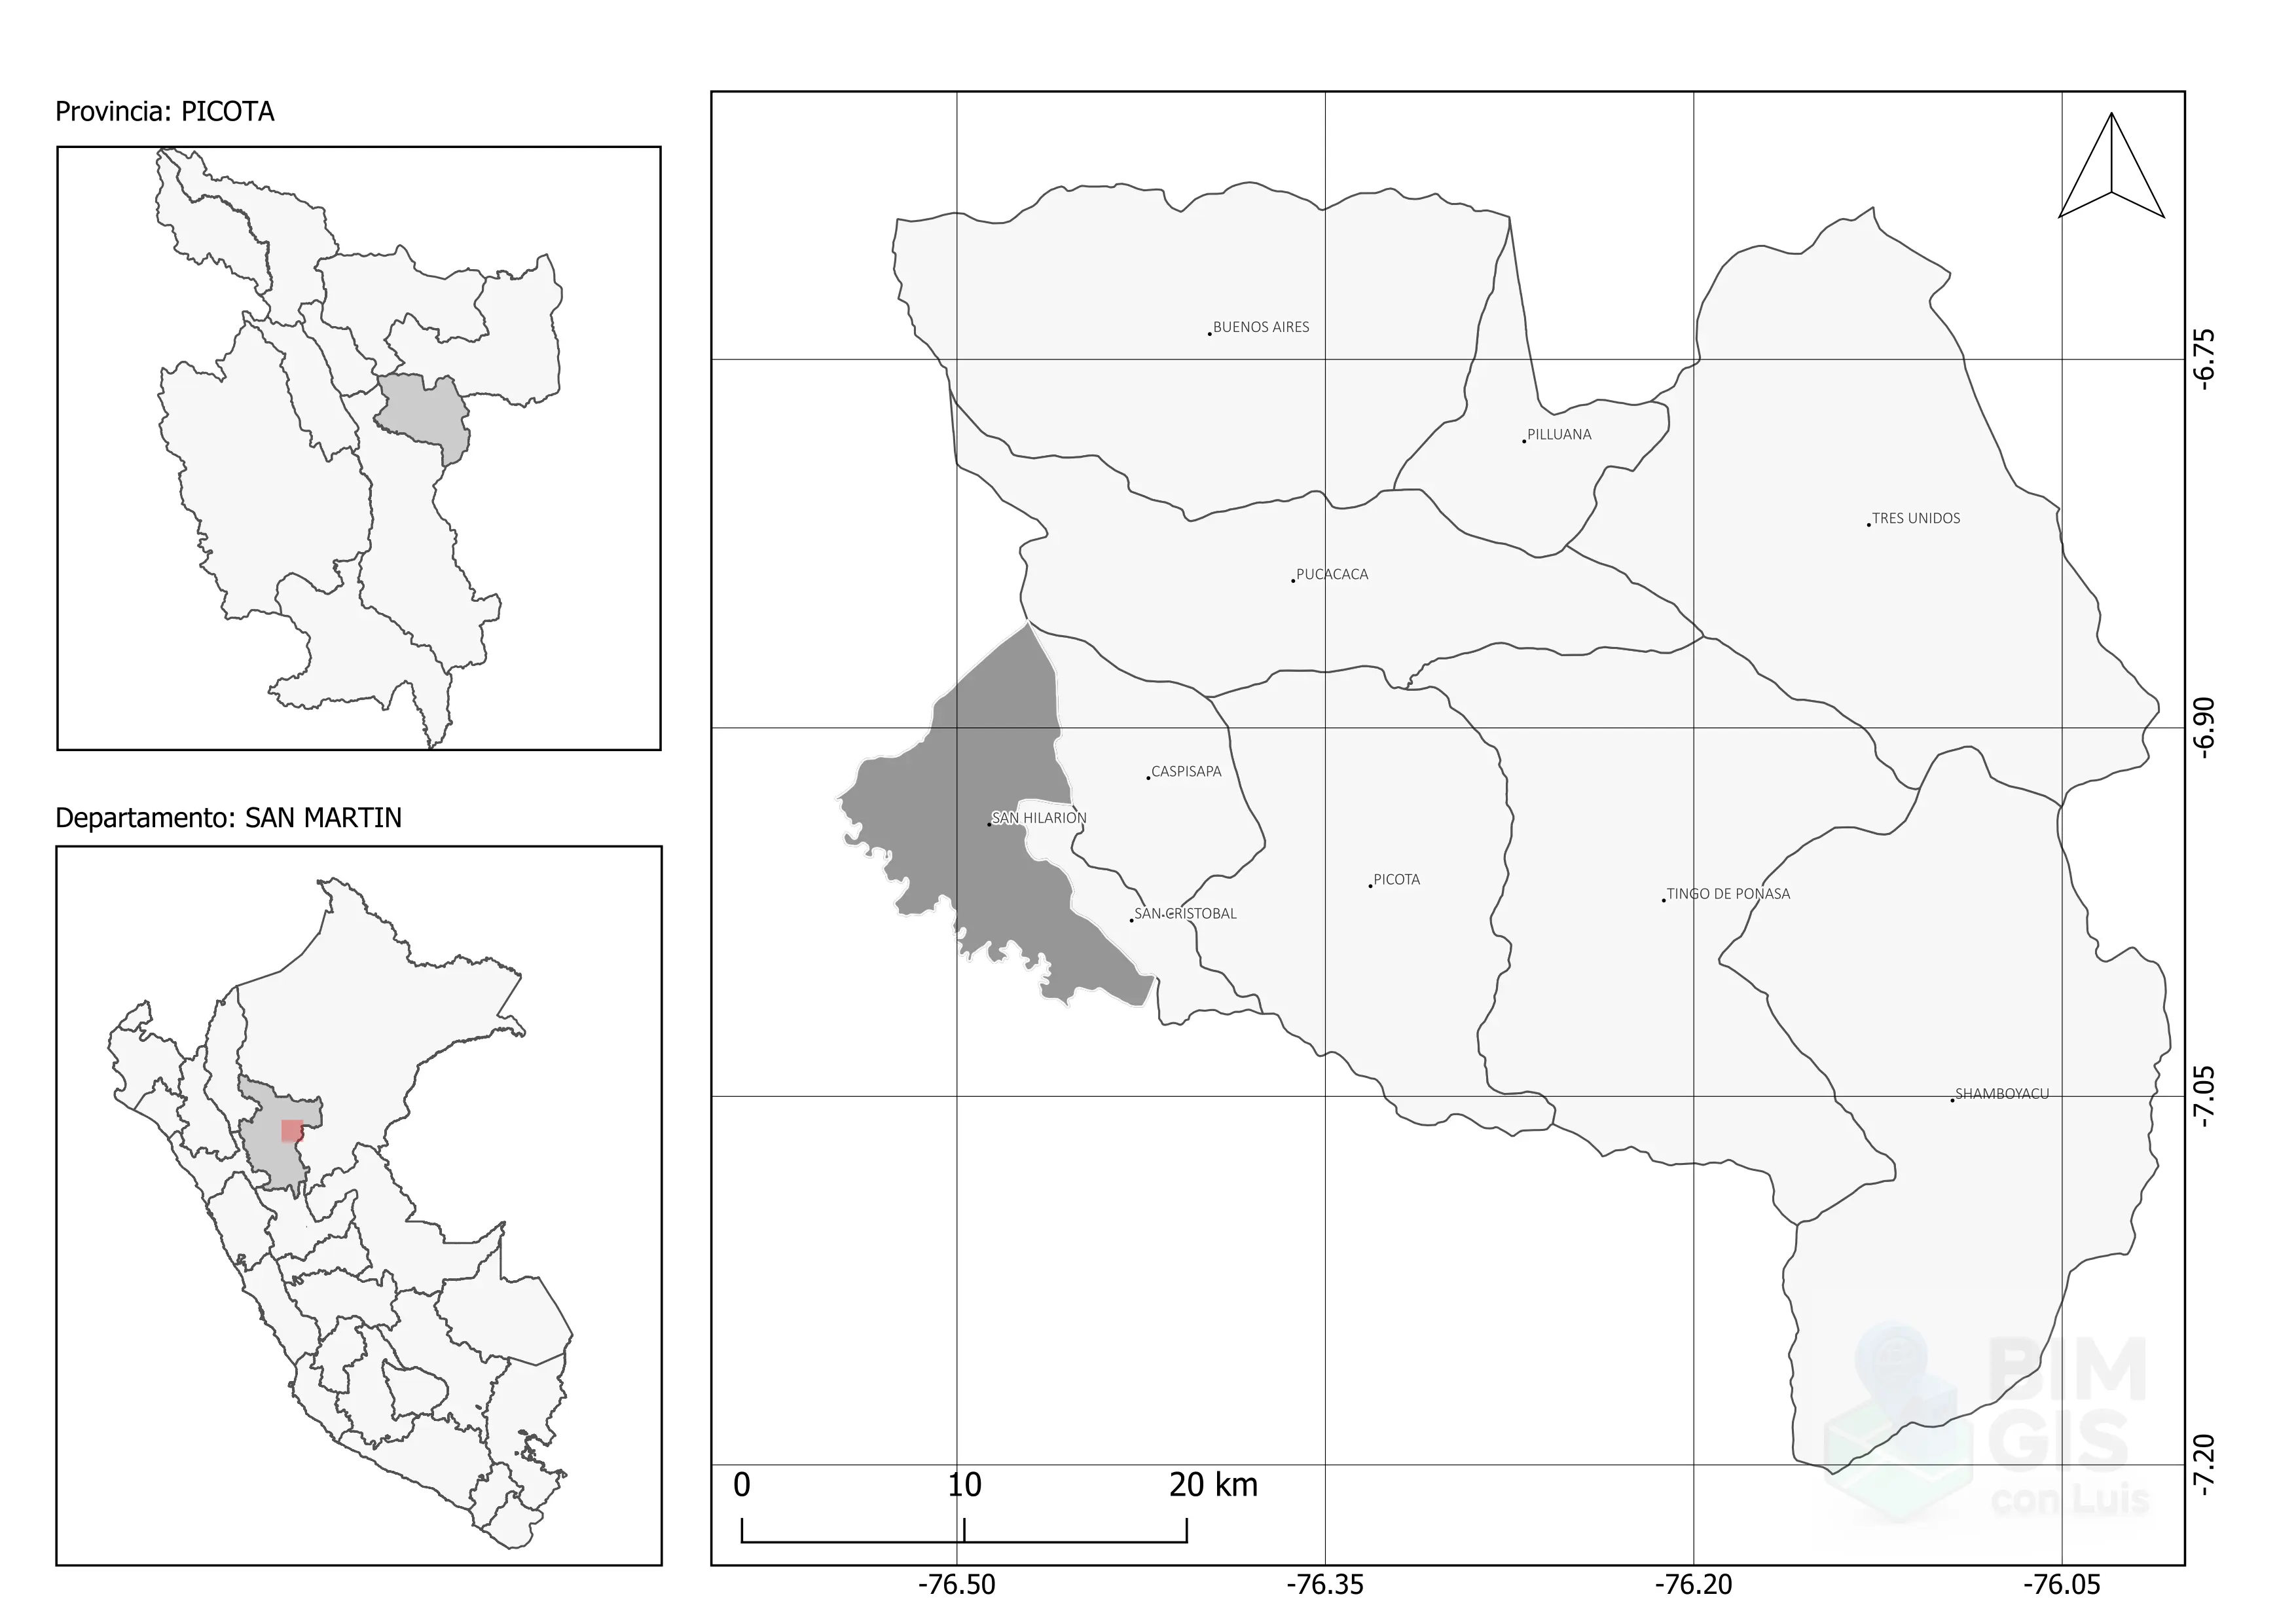 Provincia: PICOTA
Departamento: SAN MARTIN
BUENOS AIRES
PILLUANA
TRES UNIDOS
PUCACACA
CASPISAPA
SAN HILARION
PICOTA
TINGO DE PONASA
SAN CRISTOBAL
SHAMBOYACU
-6.75
-6.90
-7.05
-7.20
BIM
GIS
con Luis
0 10 20 km
-76.50 -76.35 -76.20 -76.05